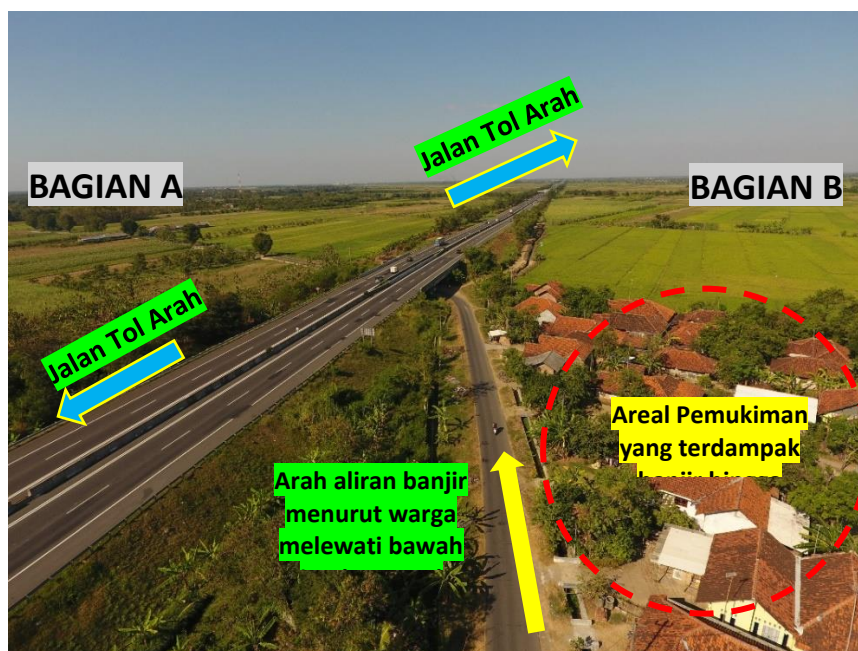 Jalan Tol Arah
BAGIAN A
BAGIAN B
Jalan Tol Arah
Areal Pemukiman
yang terdampak
Arah aliran banjir
menurut warga
melewati bawah